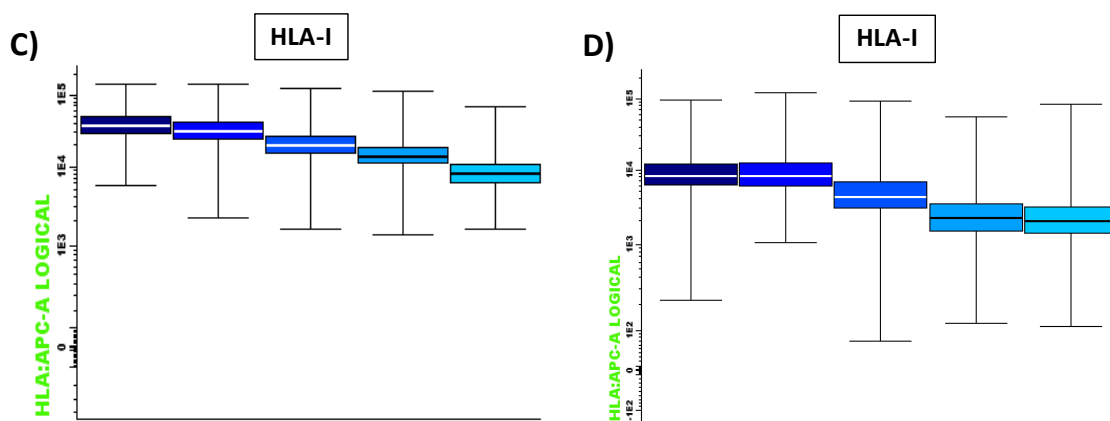 C)
HLA-I
1E5
1E4
1E3
0
HLA:APC-A LOGICAL
D)
HLA-I
1E5
1E4
1E3
1E2
0
-1E2
HLA:APC-A LOGICAL